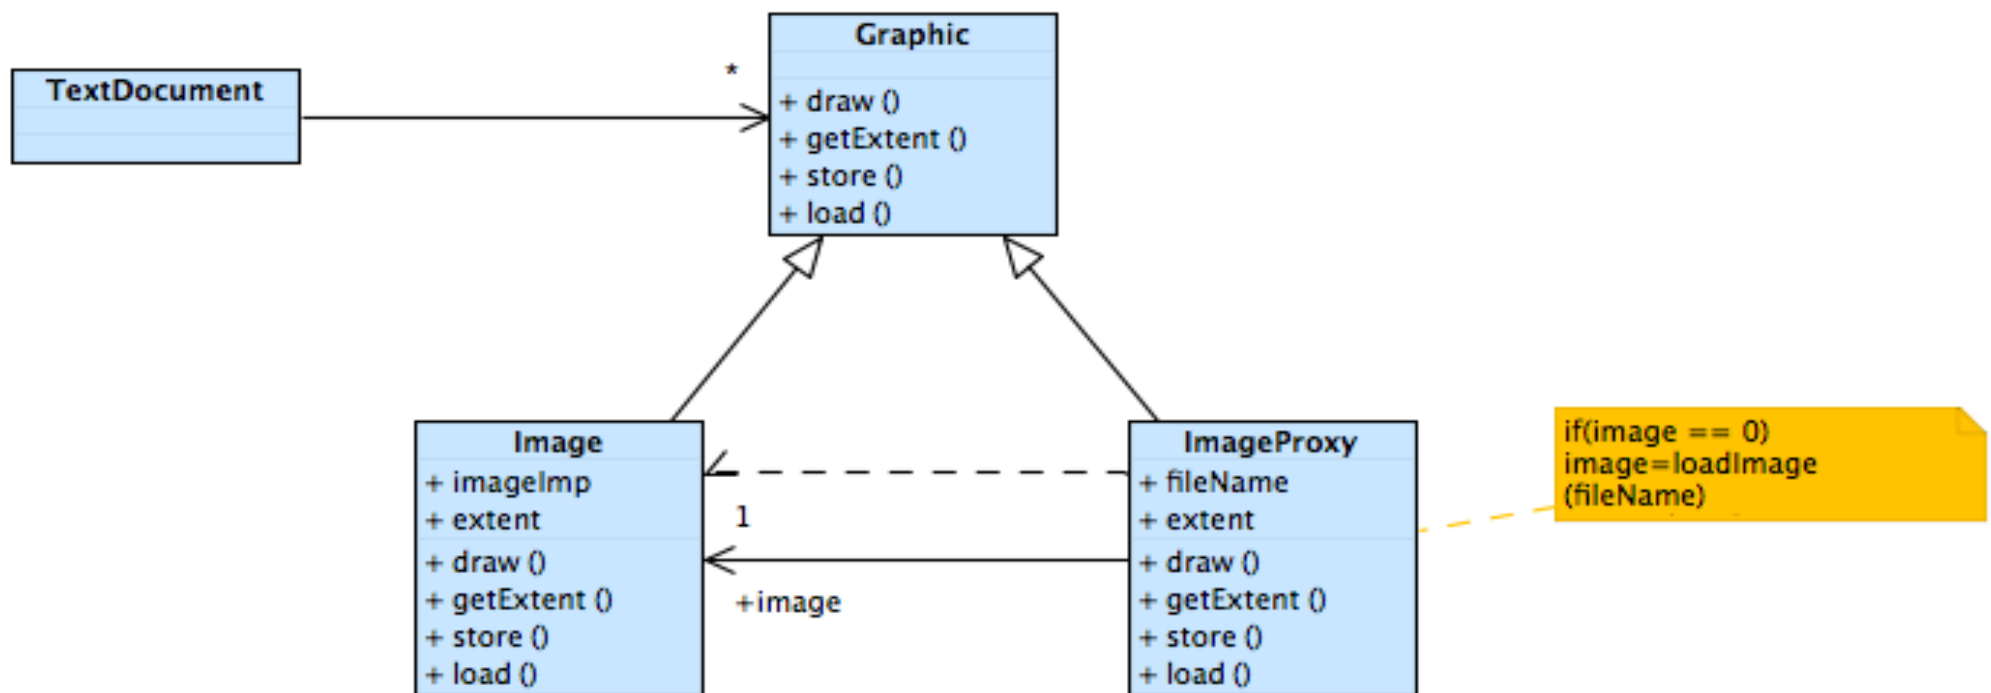 TextDocument
*
Graphic
+ draw ()
+ getExtent ()
+ store ()
+ load ()
Image
+ imageImp
+ extent
+ draw ()
+ getExtent ()
+ store ()
+ load ()
1
+image
ImageProxy
+ fileName
+ extent
+ draw ()
+ getExtent ()
+ store ()
+ load ()
if(image == 0)
image=loadImage
(fileName)